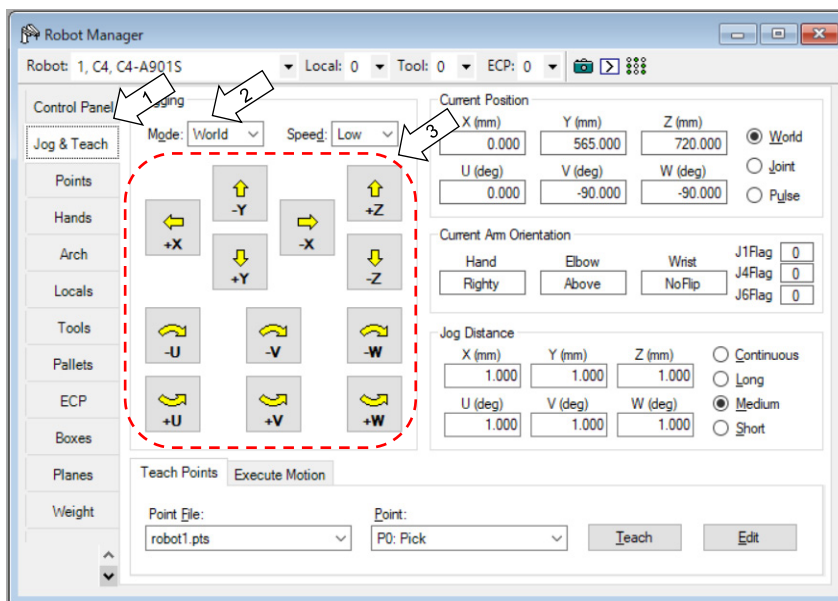 Robot Manager
Robot: 1, C4, C4-A901S Local: 0 Tool: 0 ECP: 0
Control Panel
Jog & Teach
Points
Hands
Arch
Locals
Tools
Pallets
ECP
Boxes
Planes
Weight
1
2
3
Mode: World Speed: Low
-Y
+Z
+X
-X
+Y
-Z
-U -V -W
+U +V +W
Current Position
X (mm) Y (mm) Z (mm)
0.000 565.000 720.000
U (deg) V (deg) W (deg)
0.000 -90.000 -90.000
World
Joint
Pulse
Current Arm Orientation
Hand Elbow Wrist
Righty Above NoFlip
J1Flag 0
J4Flag 0
J6Flag 0
Jog Distance
X (mm) Y (mm) Z (mm)
1.000 1.000 1.000
U (deg) V (deg) W (deg)
1.000 1.000 1.000
Continuous
Long
Medium
Short
Teach Points Execute Motion
Point File: Point:
robot1.pts P0: Pick Teach Edit